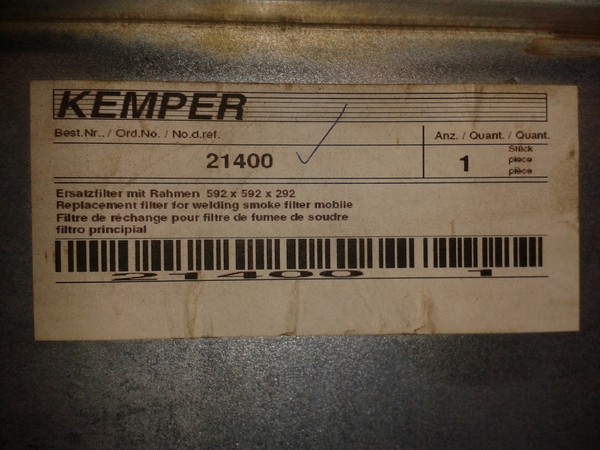 KEMPER
Best.Nr.. / Ord.No. / No.d.ref.
Anz. / Quant. / Quant.
21400
1
Stück
piece
pièce
Ersatzfilter mit Rahmen 592 x 592 x 292
Replacement filter for welding smoke filter mobile
Filtre de réchange pour filtre de fumee de soudre
filtro principial
21400 1